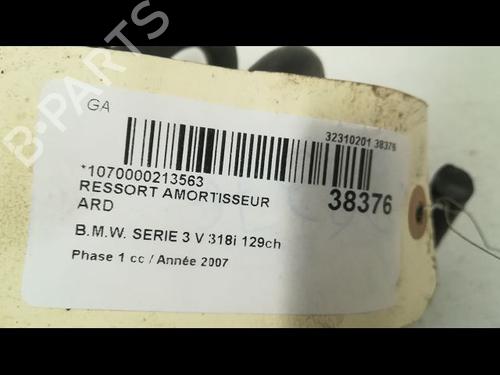 GA
32310201 38376
*1070000213563
RESSORT AMORTISSEUR
ARD
38376
B.M.W. SERIE 3 V 318i 129ch
Phase 1 cc / Année 2007
B-PARTS